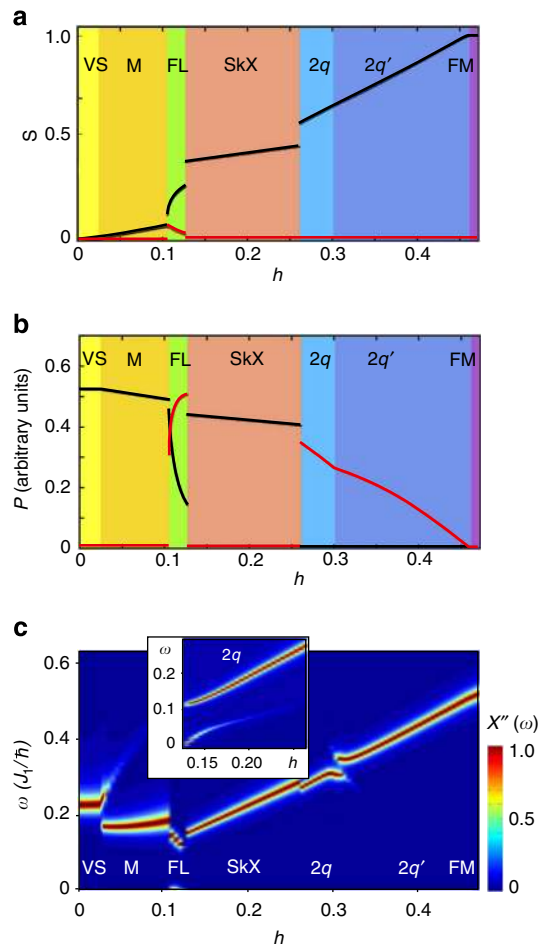 a
1.0
VS M FL SkX 2q 2q′ FM
S
0.5
0
0 0.1 0.2 0.3 0.4
h
b
0.6
VS M FL SkX 2q 2q′ FM
P (arbitrary units)
0.4
0.2
0
0 0.1 0.2 0.3 0.4
h
c
ω 2q
0.2
0.1
0
0.15 0.20 h
0.6
ω (J₁/ħ)
0.4
0.2
0
VS M FL SkX 2q 2q′ FM
0 0.1 0.2 0.3 0.4
h
X″ (ω)
1.0
0.5
0